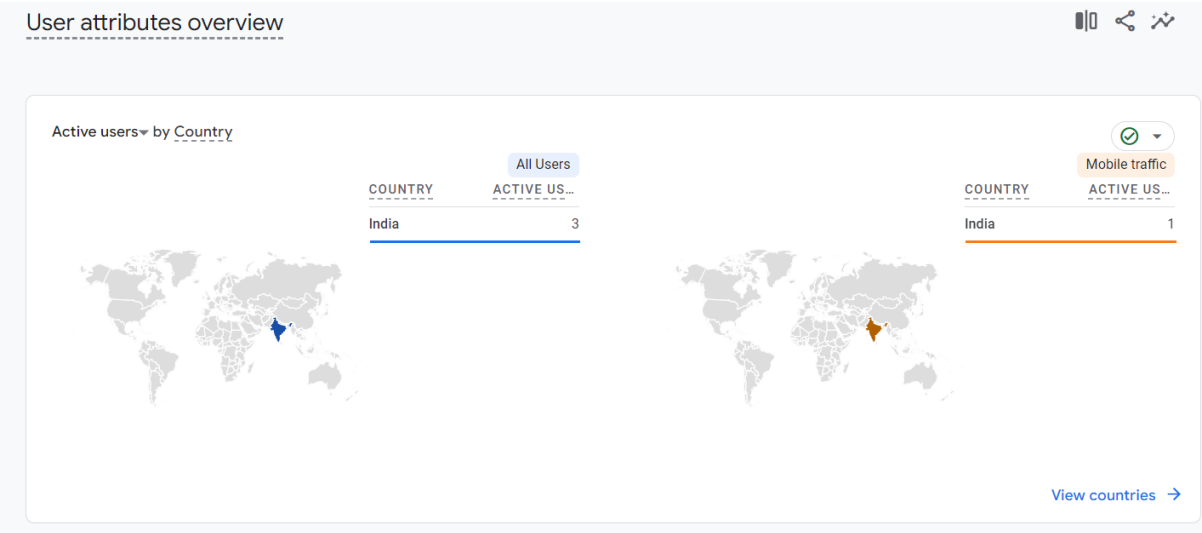 User attributes overview
Active users by Country
All Users
COUNTRY ACTIVE US...
India 3
Mobile traffic
COUNTRY ACTIVE US...
India 1
View countries